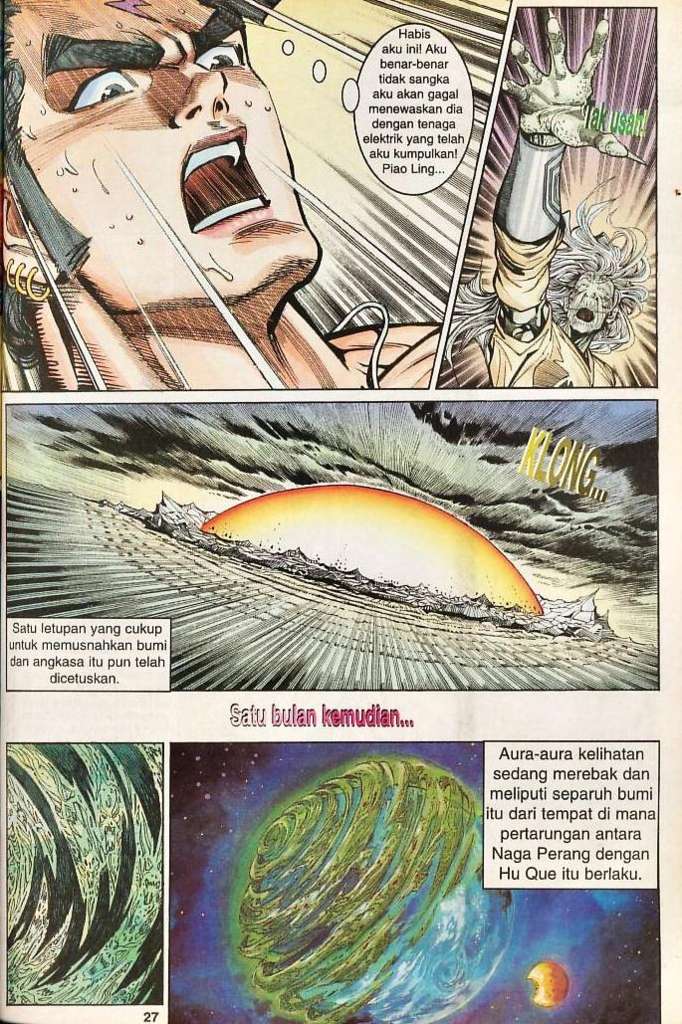 Habis
aku ini! Aku
benar-benar
tidak sangka
aku akan gagal
menewaskan dia
dengan tenaga
elektrik yang telah
aku kumpulkan!
Piao Ling...
Tak usah!
KLONG...
Satu letupan yang cukup
untuk memusnahkan bumi
dan angkasa itu pun telah
dicetuskan.
Satu bulan kemudian...
Aura-aura kelihatan
sedang merebak dan
meliputi separuh bumi
itu dari tempat di mana
pertarungan antara
Naga Perang dengan
Hu Que itu berlaku.
27